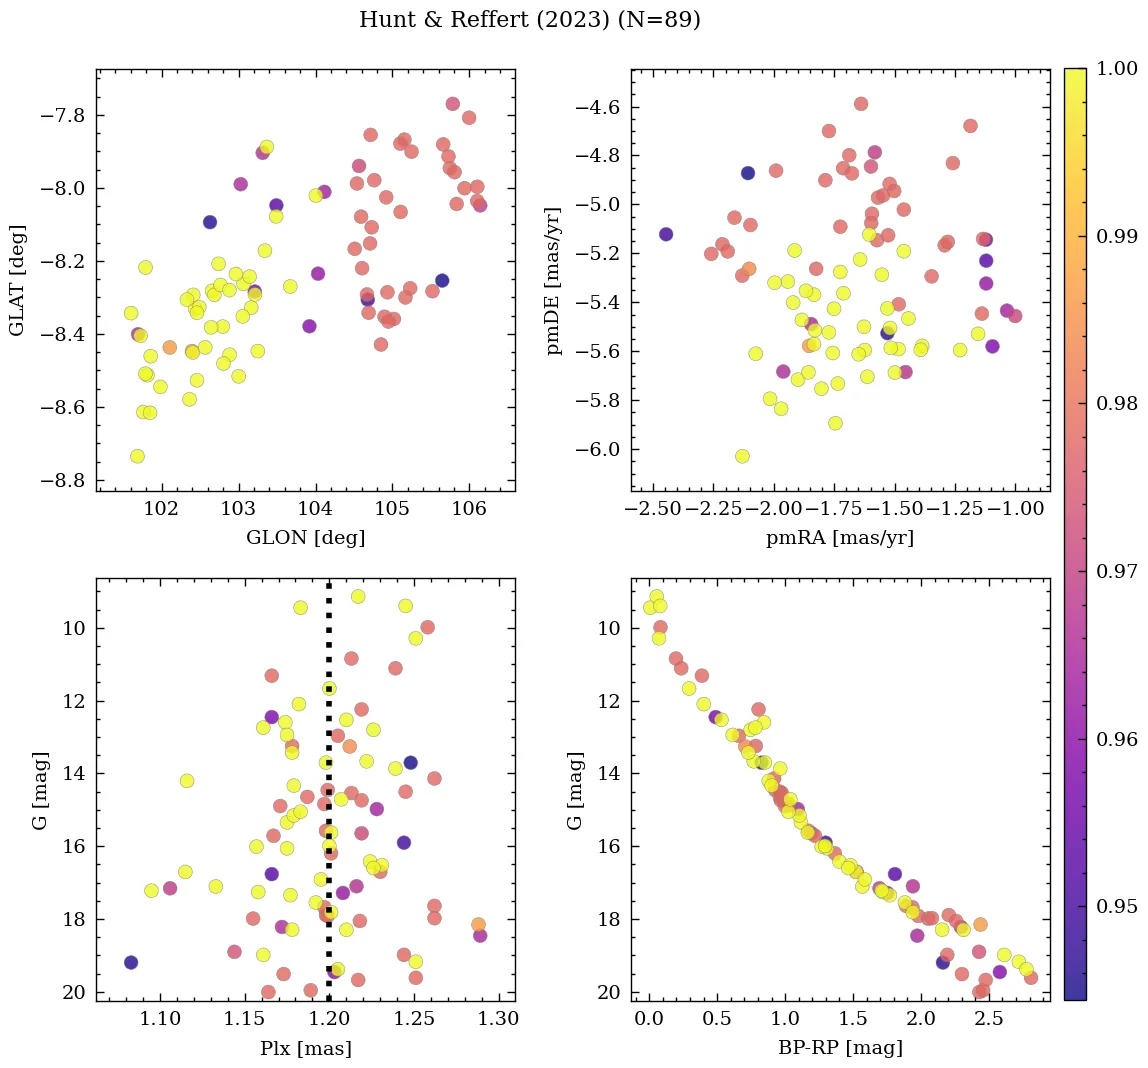 Hunt & Reffert (2023) (N=89)
−7.8
−8.0
−8.2
−8.4
−8.6
−8.8
GLAT [deg]
102 103 104 105 106
GLON [deg]
−4.6
−4.8
−5.0
−5.2
−5.4
−5.6
−5.8
−6.0
pmDE [mas/yr]
−2.50 −2.25 −2.00 −1.75 −1.50 −1.25 −1.00
pmRA [mas/yr]
10
12
14
16
18
20
G [mag]
1.10 1.15 1.20 1.25 1.30
Plx [mas]
10
12
14
16
18
20
G [mag]
0.0 0.5 1.0 1.5 2.0 2.5
BP-RP [mag]
1.00
0.99
0.98
0.97
0.96
0.95